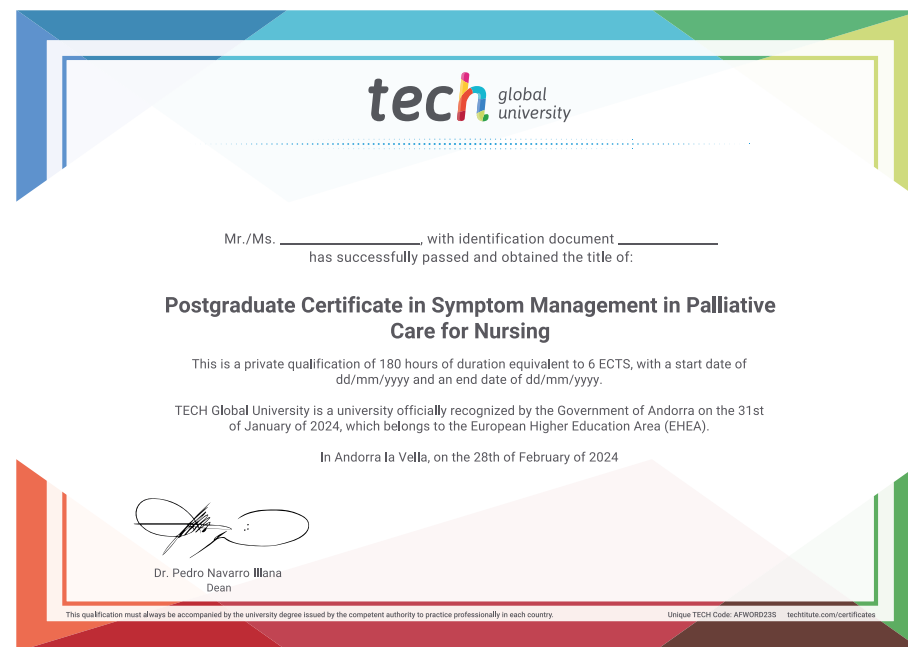 tech global university
Mr./Ms. ____________________, with identification document ______________
has successfully passed and obtained the title of:
Postgraduate Certificate in Symptom Management in Palliative
Care for Nursing
This is a private qualification of 180 hours of duration equivalent to 6 ECTS, with a start date of
dd/mm/yyyy and an end date of dd/mm/yyyy.
TECH Global University is a university officially recognized by the Government of Andorra on the 31st
of January of 2024, which belongs to the European Higher Education Area (EHEA).
In Andorra la Vella, on the 28th of February of 2024
Dr. Pedro Navarro Illana
Dean
This qualification must always be accompanied by the university degree issued by the competent authority to practice professionally in each country. Unique TECH Code: AFWORD23S techtitute.com/certificates